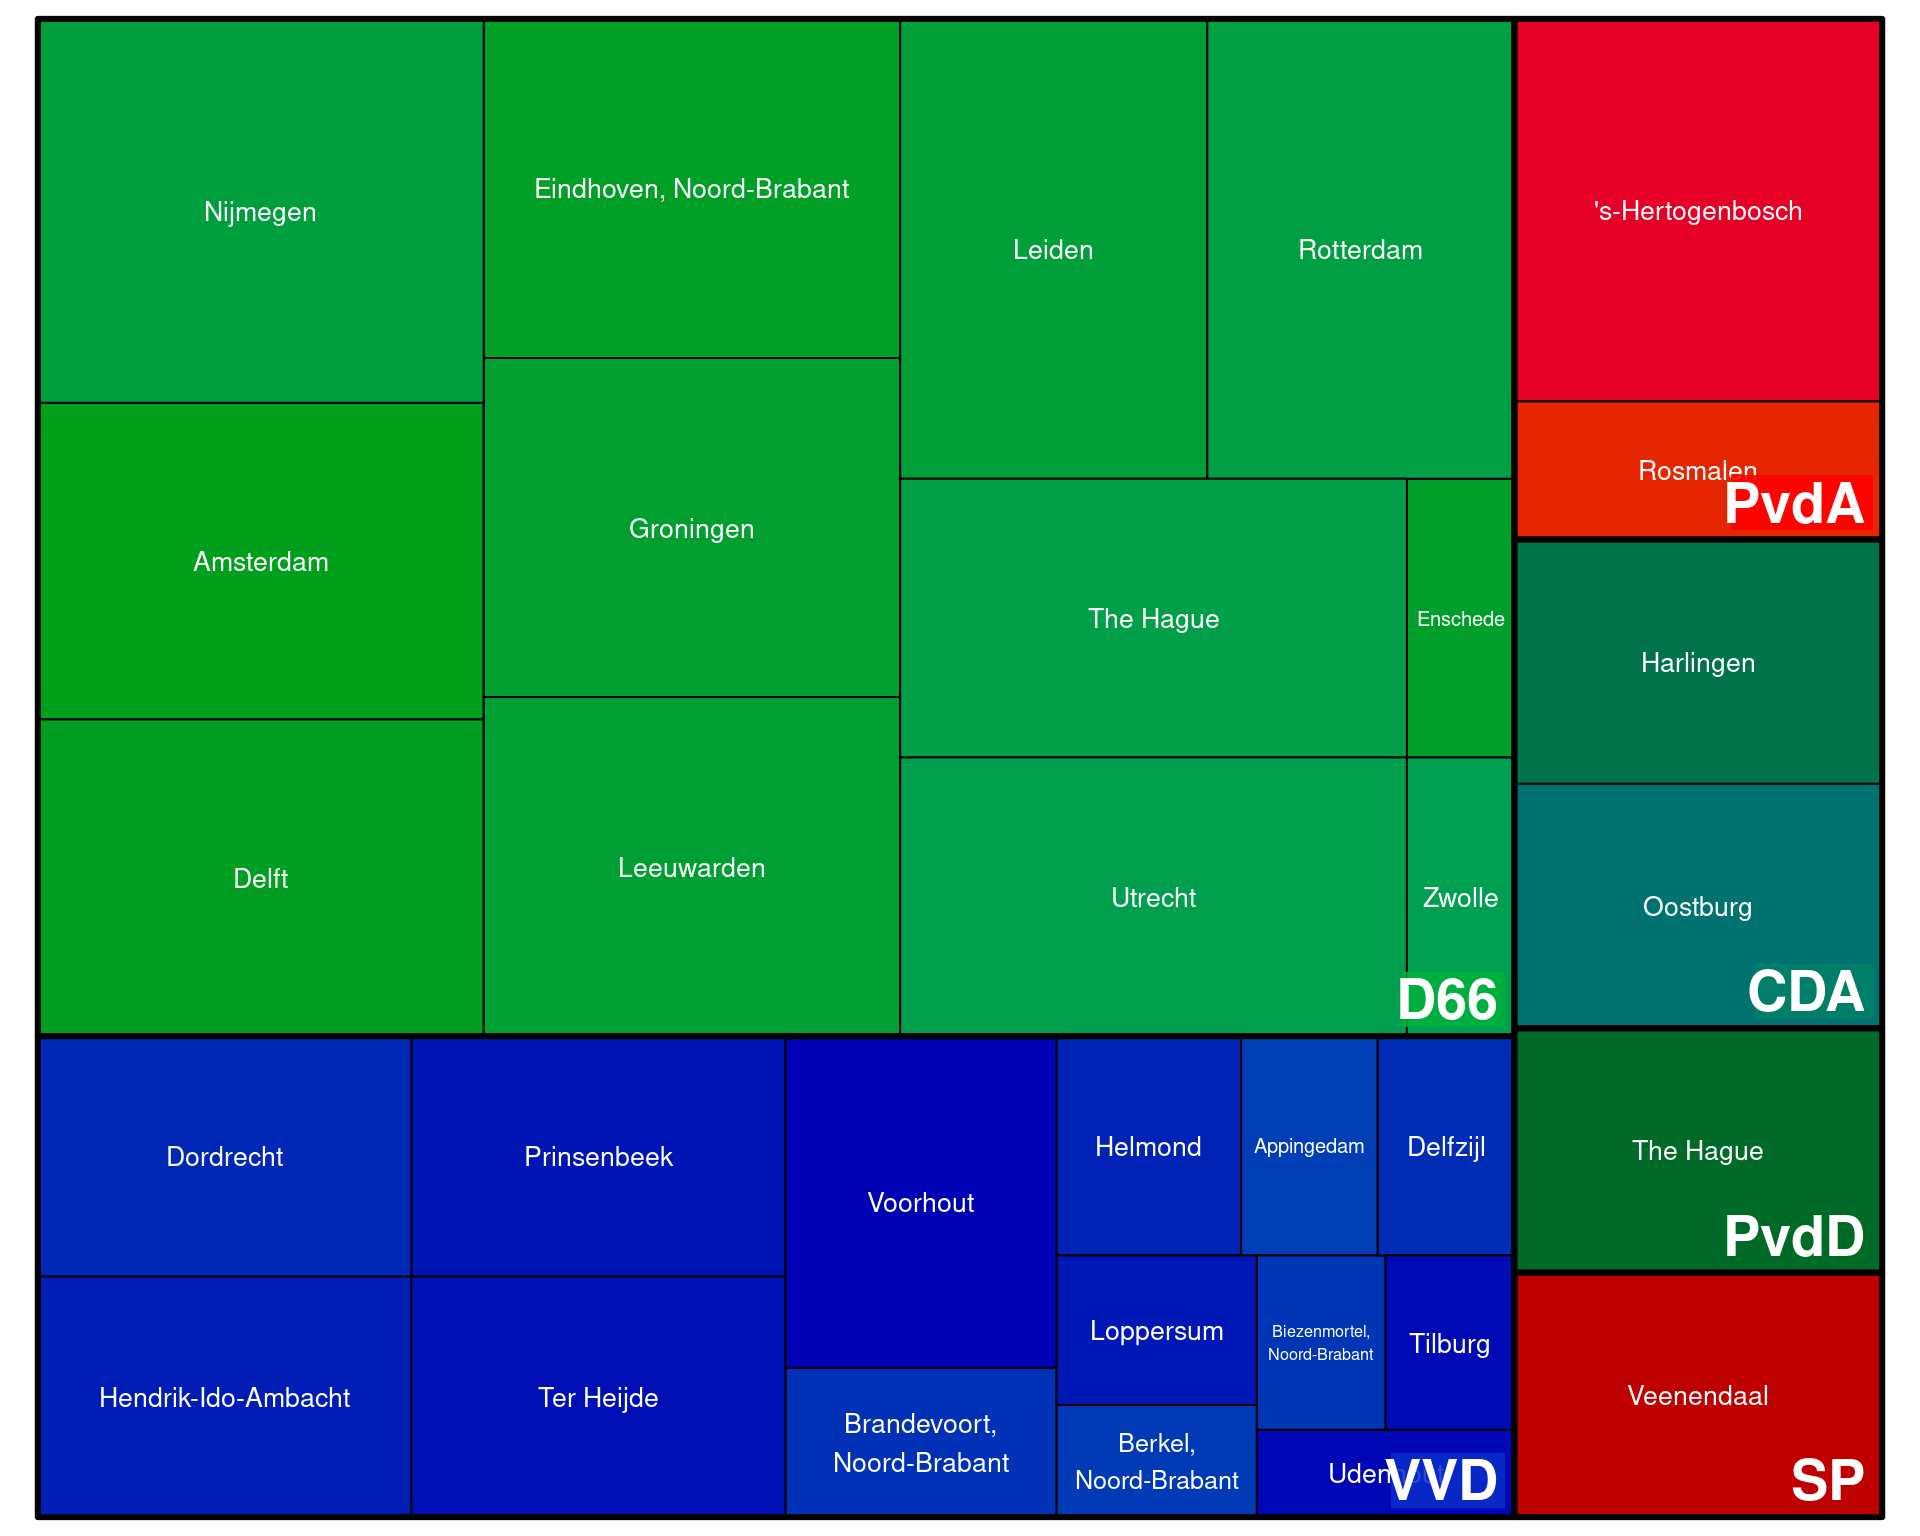 Nijmegen
Amsterdam
Delft
Eindhoven, Noord-Brabant
Groningen
Leeuwarden
Leiden
Rotterdam
The Hague
Enschede
Utrecht
Zwolle
D66
's-Hertogenbosch
Rosmalen
PvdA
Harlingen
Oostburg
CDA
The Hague
PvdD
Veenendaal
SP
Dordrecht
Hendrik-Ido-Ambacht
Prinsenbeek
Ter Heijde
Voorhout
Brandevoort,
Noord-Brabant
Helmond
Appingedam
Delfzijl
Loppersum
Berkel,
Noord-Brabant
Biezenmortel,
Noord-Brabant
Tilburg
VVD